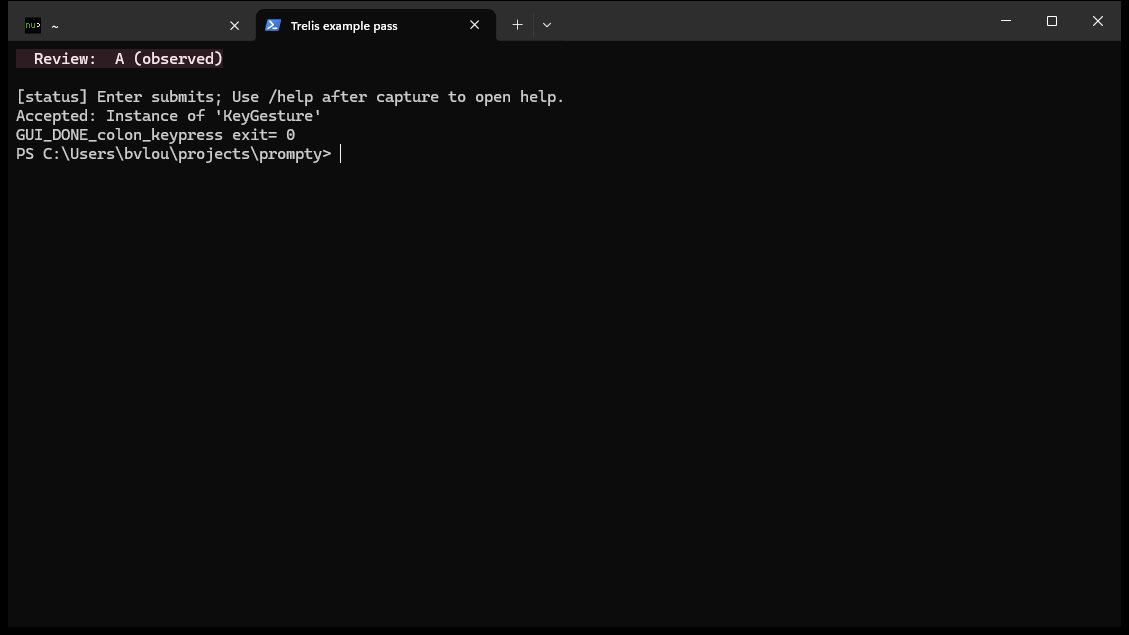 nu> ~
Trelis example pass
Review: A (observed)
[status] Enter submits; Use /help after capture to open help.
Accepted: Instance of 'KeyGesture'
GUI_DONE_colon_keypress exit= 0
PS C:\Users\bvlou\projects\prompty>